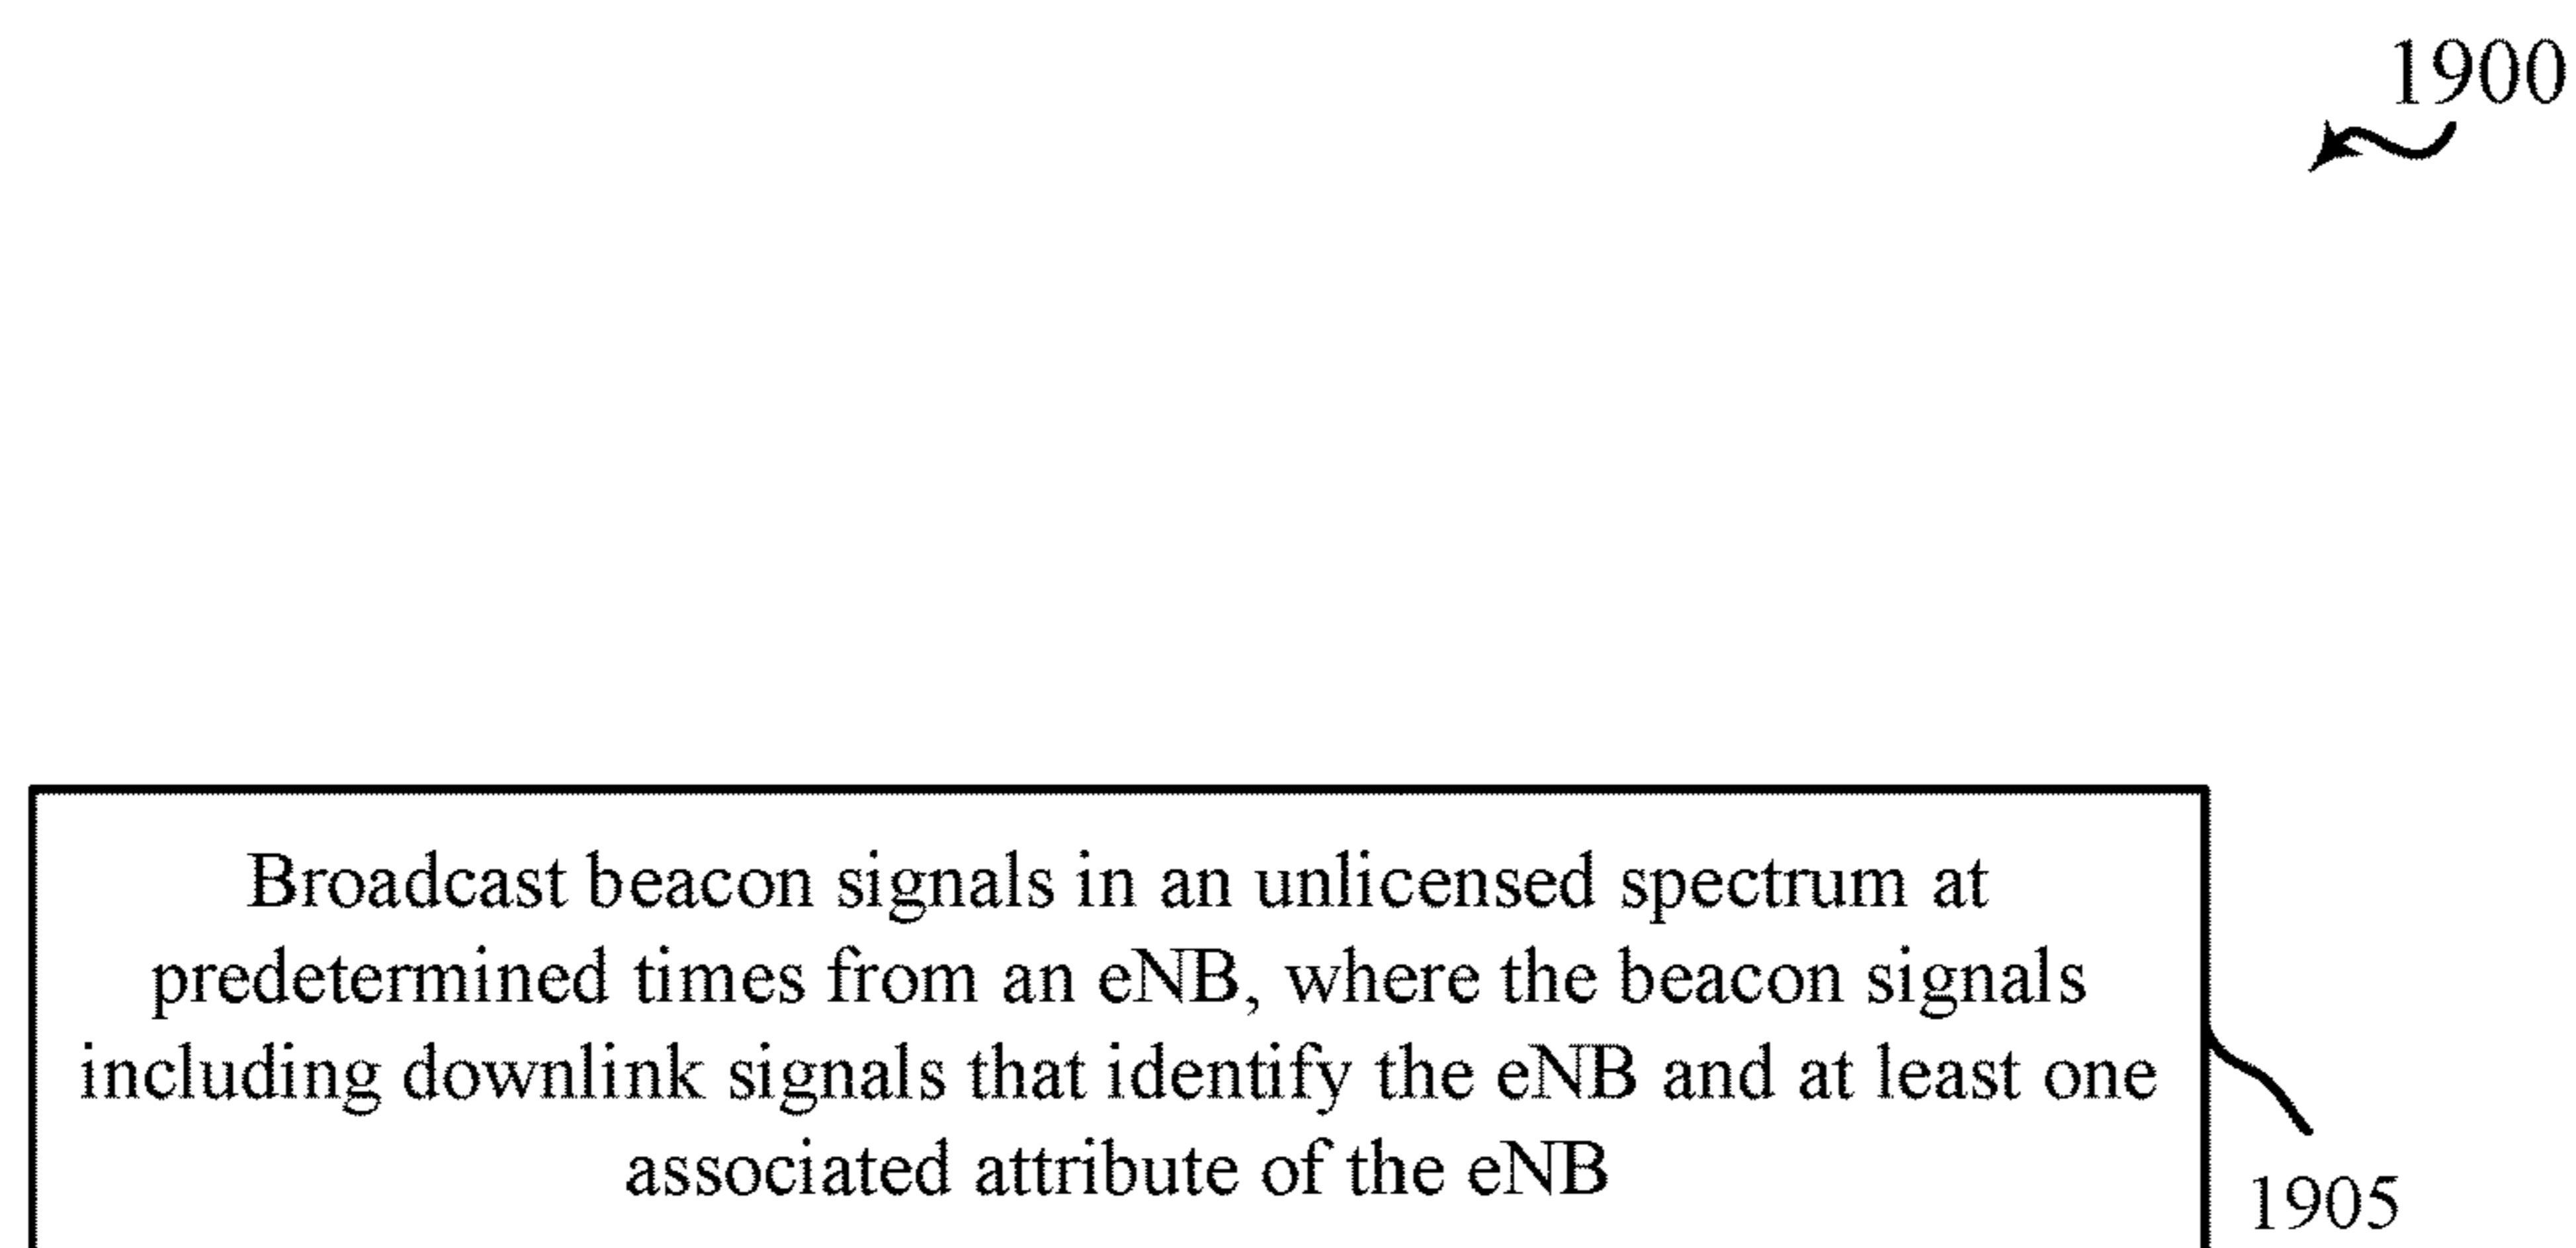 1900
Broadcast beacon signals in an unlicensed spectrum at
predetermined times from an eNB, where the beacon signals
including downlink signals that identify the eNB and at least one
associated attribute of the eNB
1905